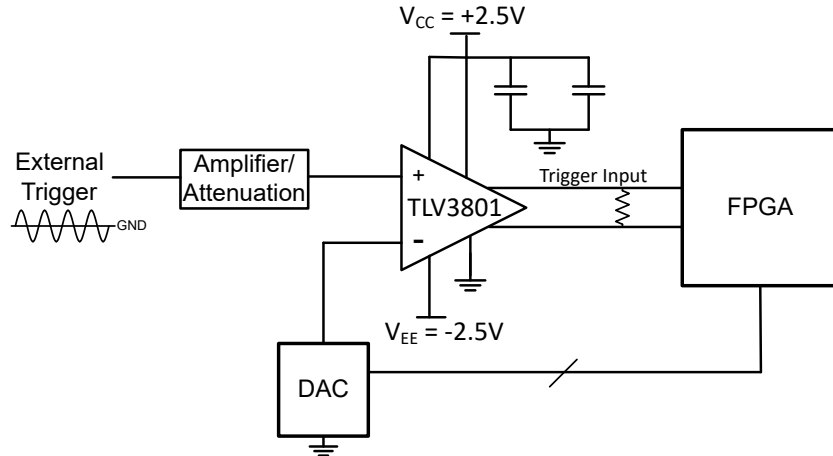 V_CC = +2.5V
External
Trigger
GND
Amplifier/
Attenuation
+
TLV3801
-
Trigger Input
FPGA
V_EE = -2.5V
DAC